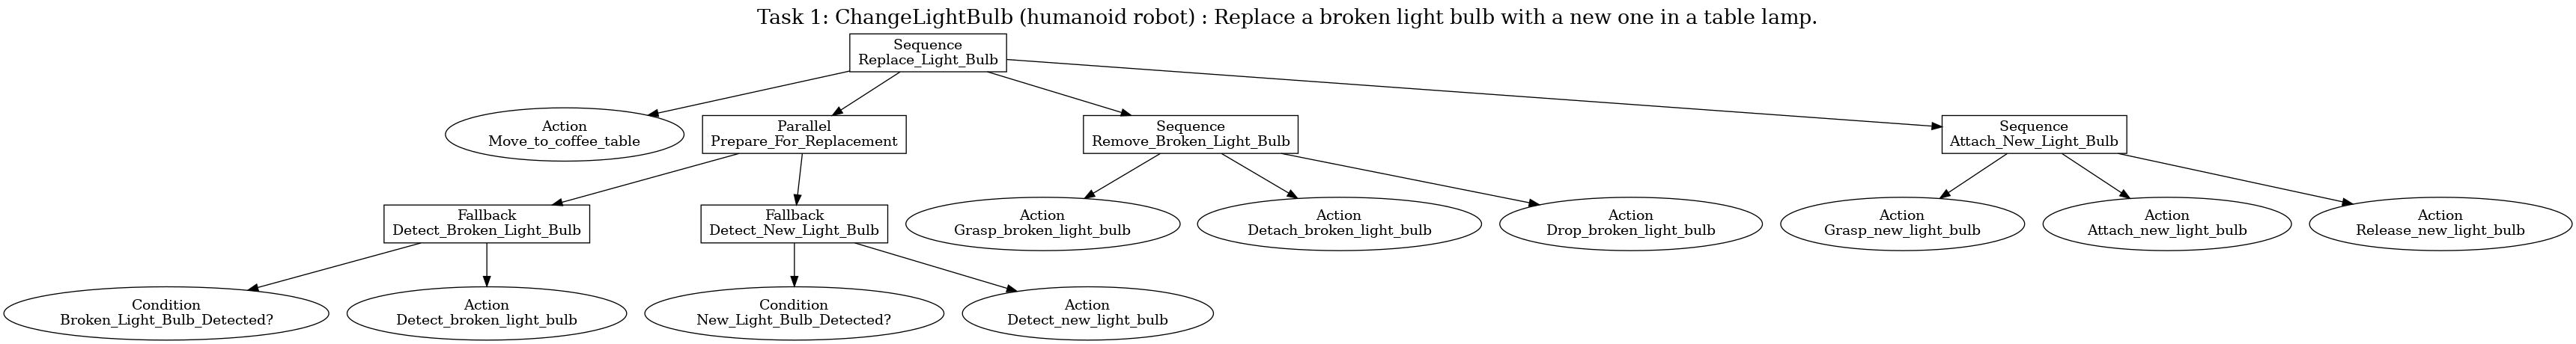 Task 1: ChangeLightBulb (humanoid robot) : Replace a broken light bulb with a new one in a table lamp.
Sequence
Replace_Light_Bulb
Action
Move_to_coffee_table
Parallel
Prepare_For_Replacement
Sequence
Remove_Broken_Light_Bulb
Sequence
Attach_New_Light_Bulb
Fallback
Detect_Broken_Light_Bulb
Fallback
Detect_New_Light_Bulb
Action
Grasp_broken_light_bulb
Action
Detach_broken_light_bulb
Action
Drop_broken_light_bulb
Action
Grasp_new_light_bulb
Action
Attach_new_light_bulb
Action
Release_new_light_bulb
Condition
Broken_Light_Bulb_Detected?
Action
Detect_broken_light_bulb
Condition
New_Light_Bulb_Detected?
Action
Detect_new_light_bulb